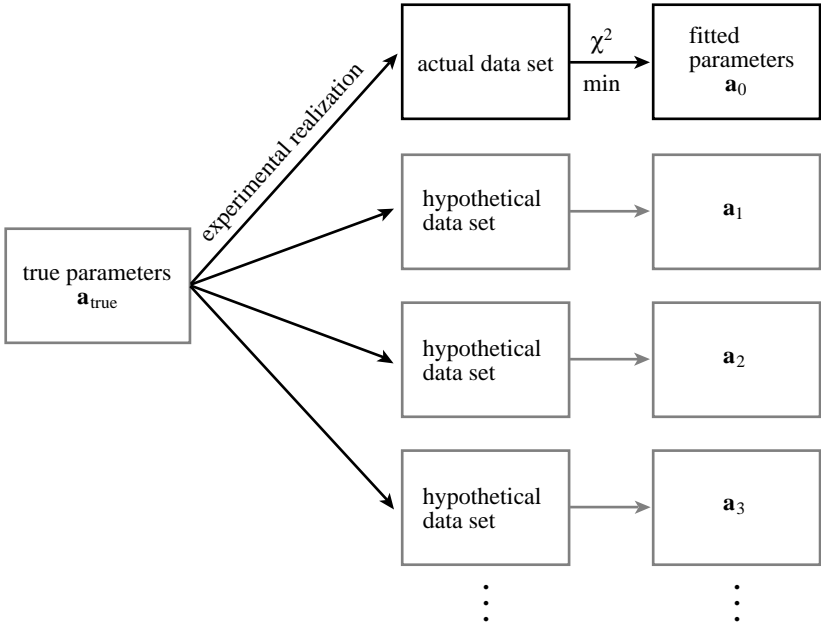 actual data set
χ2
min
fitted
parameters
a0
experimental realization
hypothetical
data set
a1
true parameters
atrue
hypothetical
data set
a2
hypothetical
data set
a3